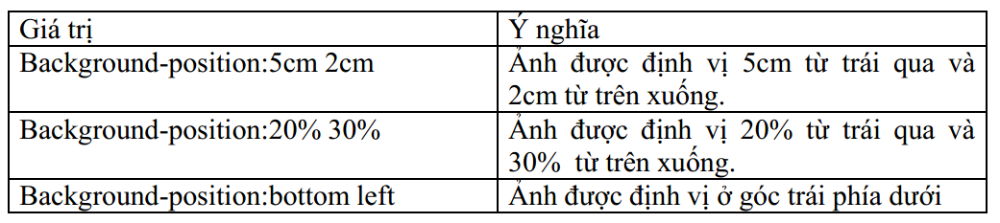 Giá trị
Ý nghĩa
Background-position:5cm 2cm
Ảnh được định vị 5cm từ trái qua và
2cm từ trên xuống.
Background-position:20% 30%
Ảnh được định vị 20% từ trái qua và
30% từ trên xuống.
Background-position:bottom left
Ảnh được định vị ở góc trái phía dưới